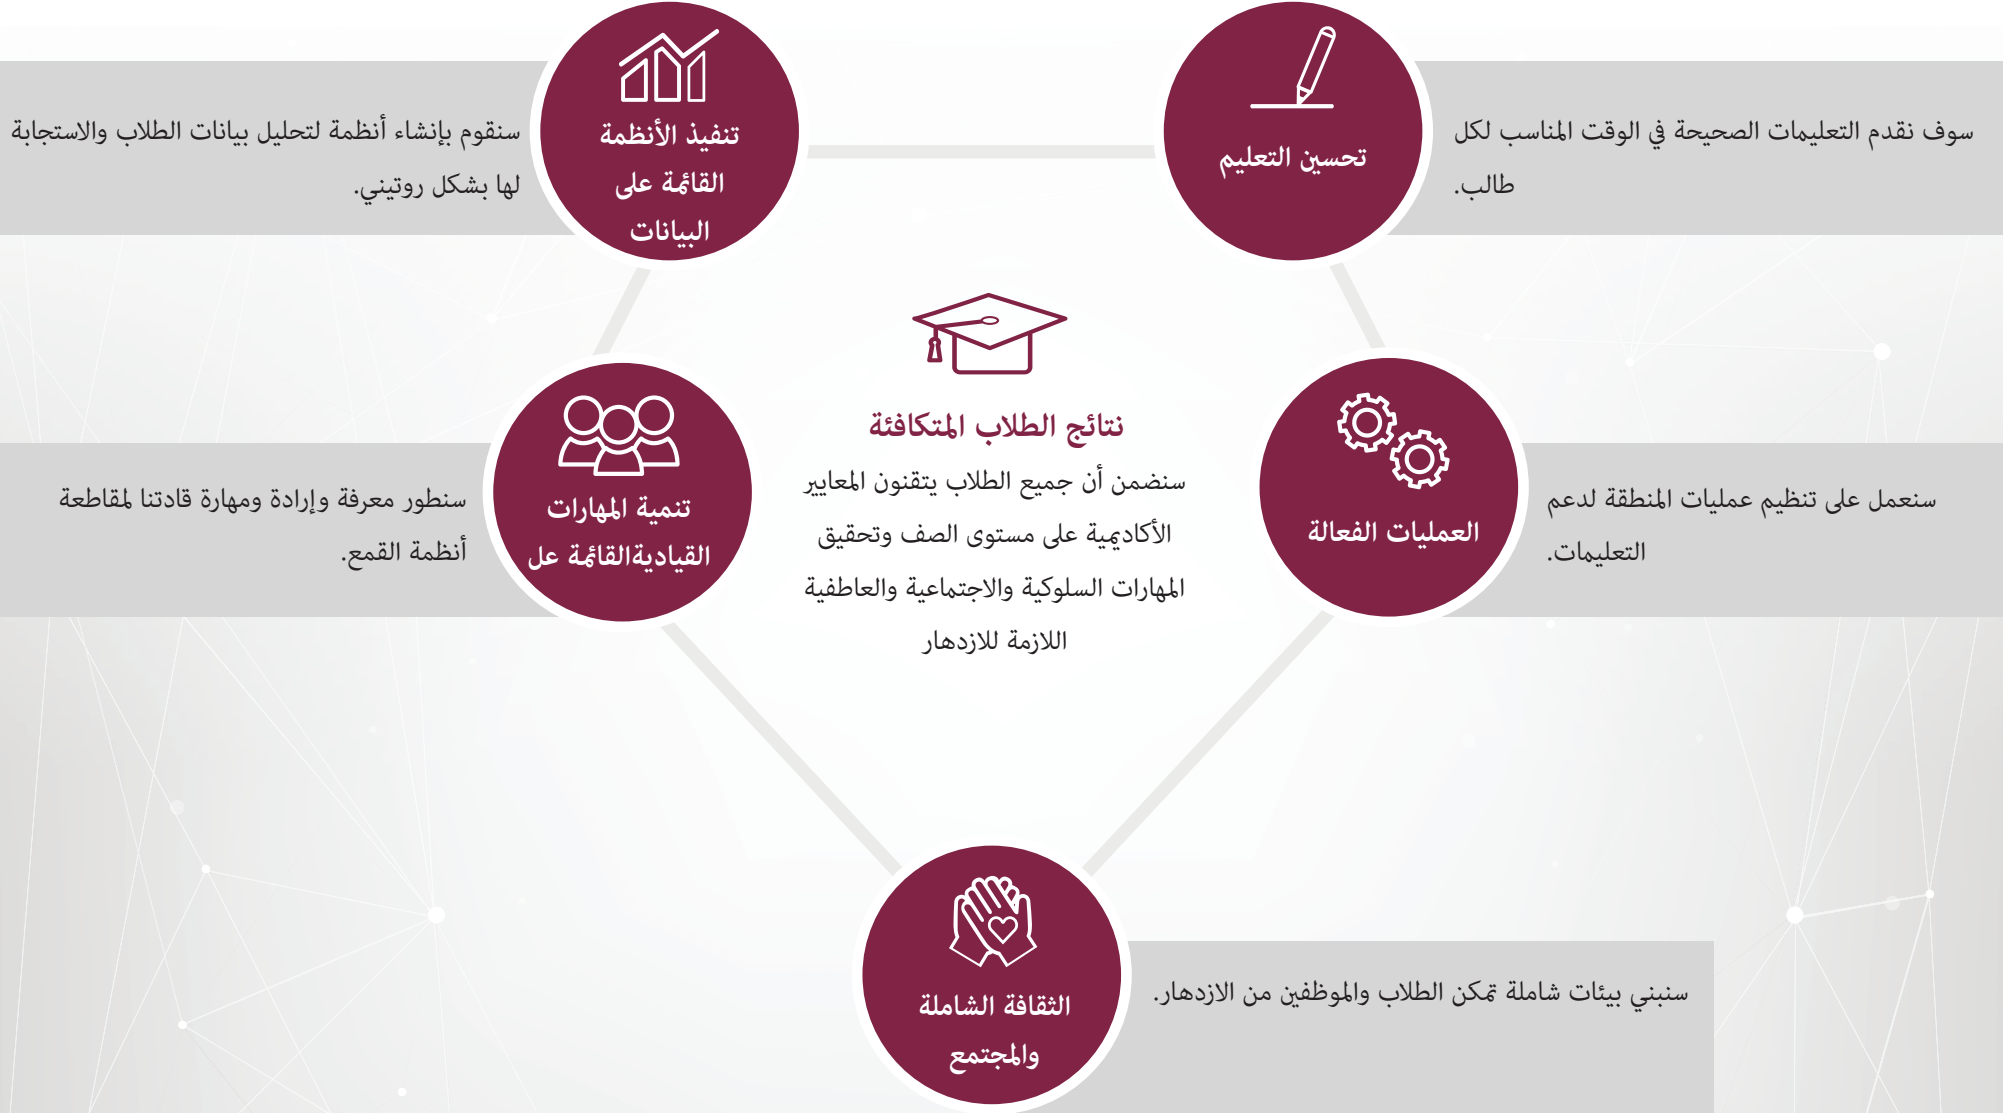 تحسين التعليم
سوف نقدم التعليمات الصحيحة في الوقت المناسب لكل
طالب.
تنفيذ الأنظمة
القائمة على
البيانات
سنقوم بإنشاء أنظمة لتحليل بيانات الطلاب والاستجابة
لها بشكل روتيني.
نتائج الطلاب المتكافئة
سنضمن أن جميع الطلاب يتقنون المعايير
الأكاديمية على مستوى الصف وتحقيق
المهارات السلوكية والاجتماعية والعاطفية
اللازمة للازدهار
العمليات الفعالة
سنعمل على تنظيم عمليات المنطقة لدعم
التعليمات.
تنمية المهارات
القياديةالقائمة عل
سنطور معرفة وإرادة ومهارة قادتنا لمقاطعة
أنظمة القمع.
الثقافة الشاملة
والمجتمع
سنبني بيئات شاملة تمكن الطلاب والموظفين من الازدهار.